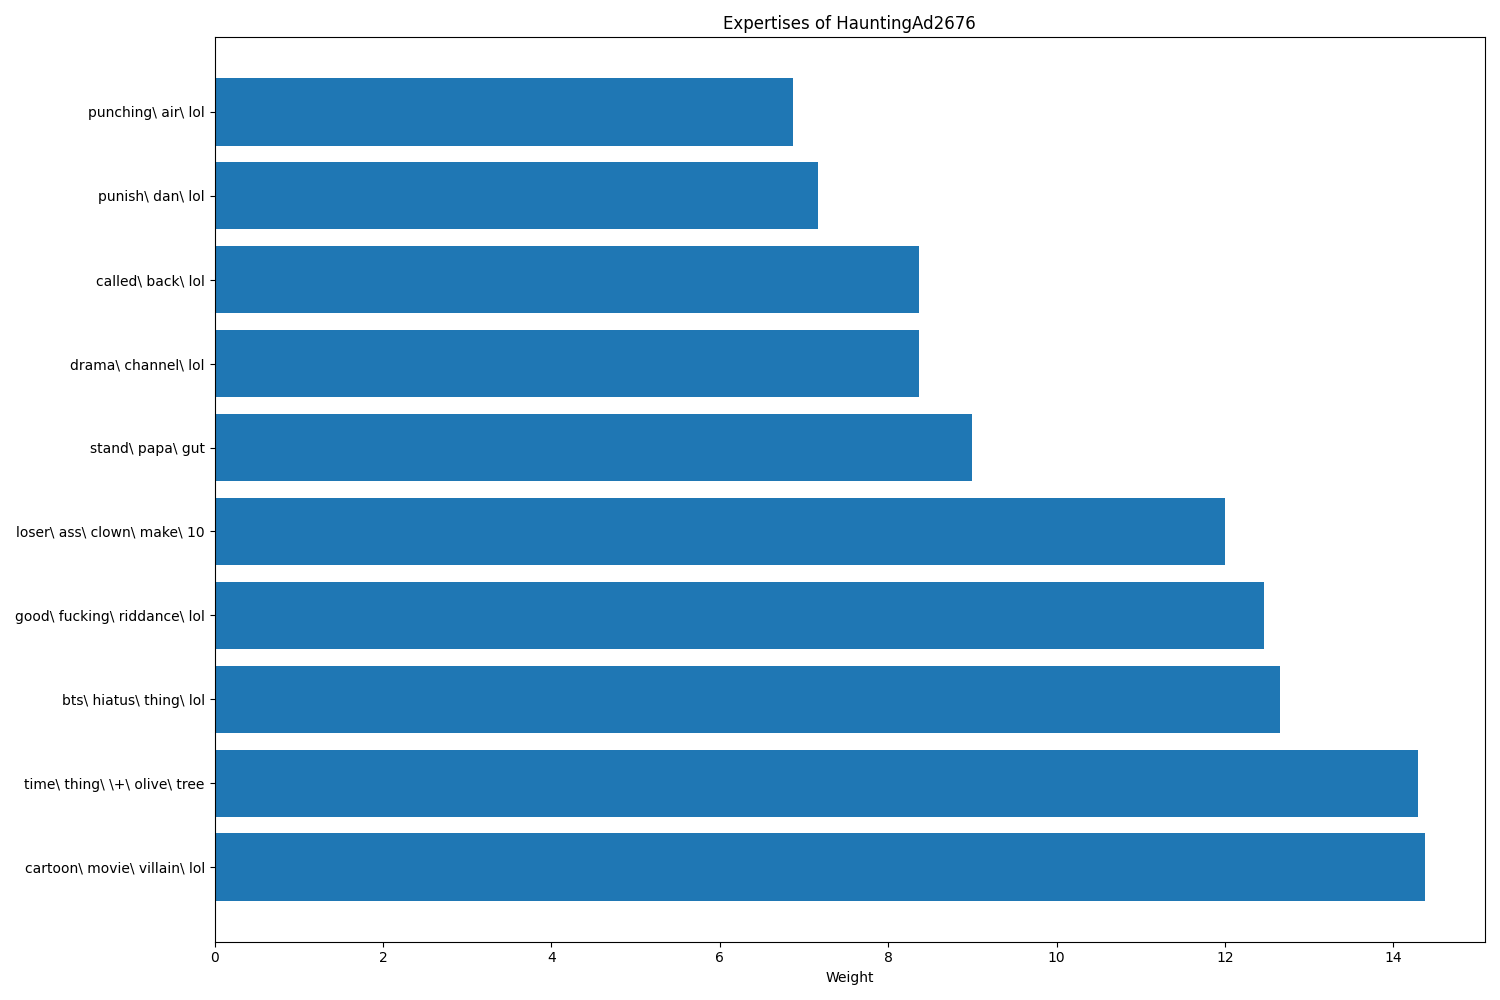 Expertises of HauntingAd2676
punching\ air\ lol
punish\ dan\ lol
called\ back\ lol
drama\ channel\ lol
stand\ papa\ gut
loser\ ass\ clown\ make\ 10
good\ fucking\ riddance\ lol
bts\ hiatus\ thing\ lol
time\ thing\ \+\ olive\ tree
cartoon\ movie\ villain\ lol
0 2 4 6 8 10 12 14
Weight